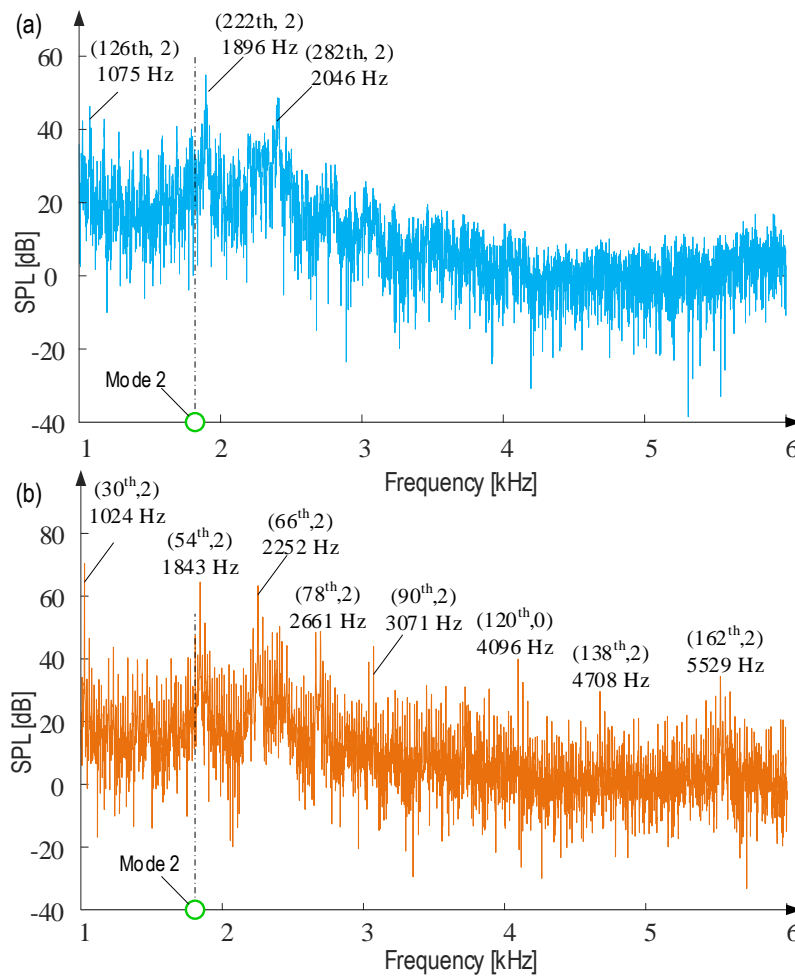 (a)
(126th, 2)
1075 Hz
(222th, 2)
1896 Hz
(282th, 2)
2046 Hz
60
40
20
0
-20
-40
SPL [dB]
Mode 2
1
2
3
4
5
6
Frequency [kHz]
(b)
(30th,2)
1024 Hz
(54th,2)
1843 Hz
(66th,2)
2252 Hz
(78th,2)
2661 Hz
(90th,2)
3071 Hz
(120th,0)
4096 Hz
(138th,2)
4708 Hz
(162th,2)
5529 Hz
80
60
40
20
0
-20
-40
SPL [dB]
Mode 2
1
2
3
4
5
6
Frequency [kHz]